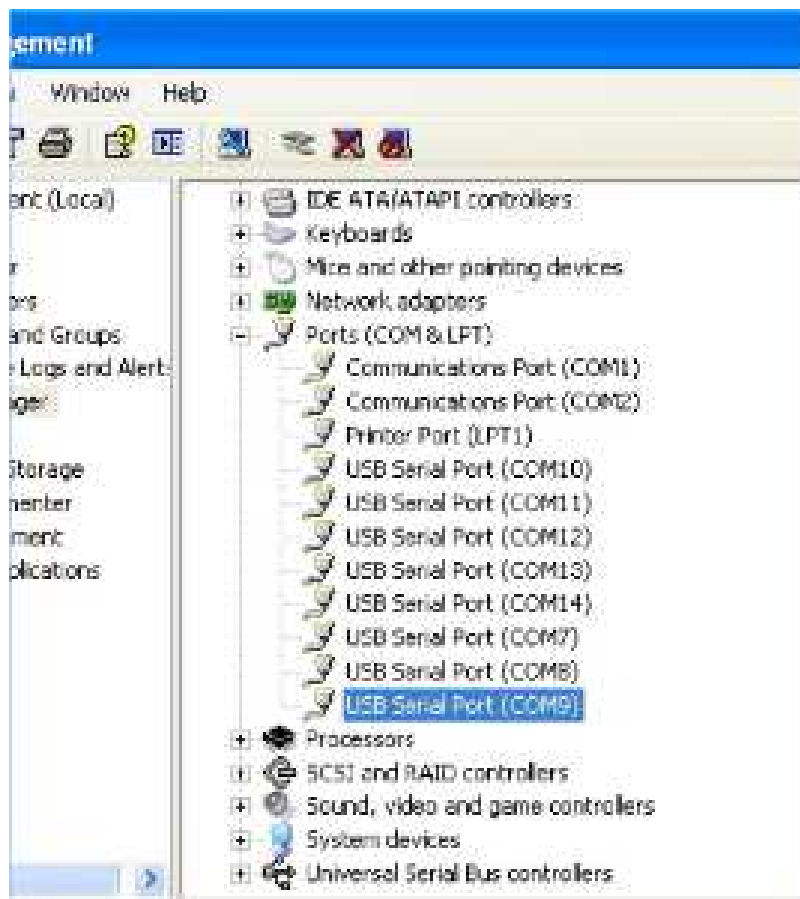 ement
Window Help
ent (Local)
r
ors
and Groups
Logs and Alert
ger
Storage
menter
ment
plications
IDE ATA/ATAPI controllers
Keyboards
Mice and other pointing devices
Network adapters
Ports (COM & LPT)
Communications Port (COM1)
Communications Port (COM2)
Printer Port (LPT1)
USB Serial Port (COM10)
USB Serial Port (COM11)
USB Serial Port (COM12)
USB Serial Port (COM13)
USB Serial Port (COM14)
USB Serial Port (COM7)
USB Serial Port (COM8)
USB Serial Port (COM9)
Processors
SCSI and RAID controllers
Sound, video and game controllers
System devices
Universal Serial Bus controllers